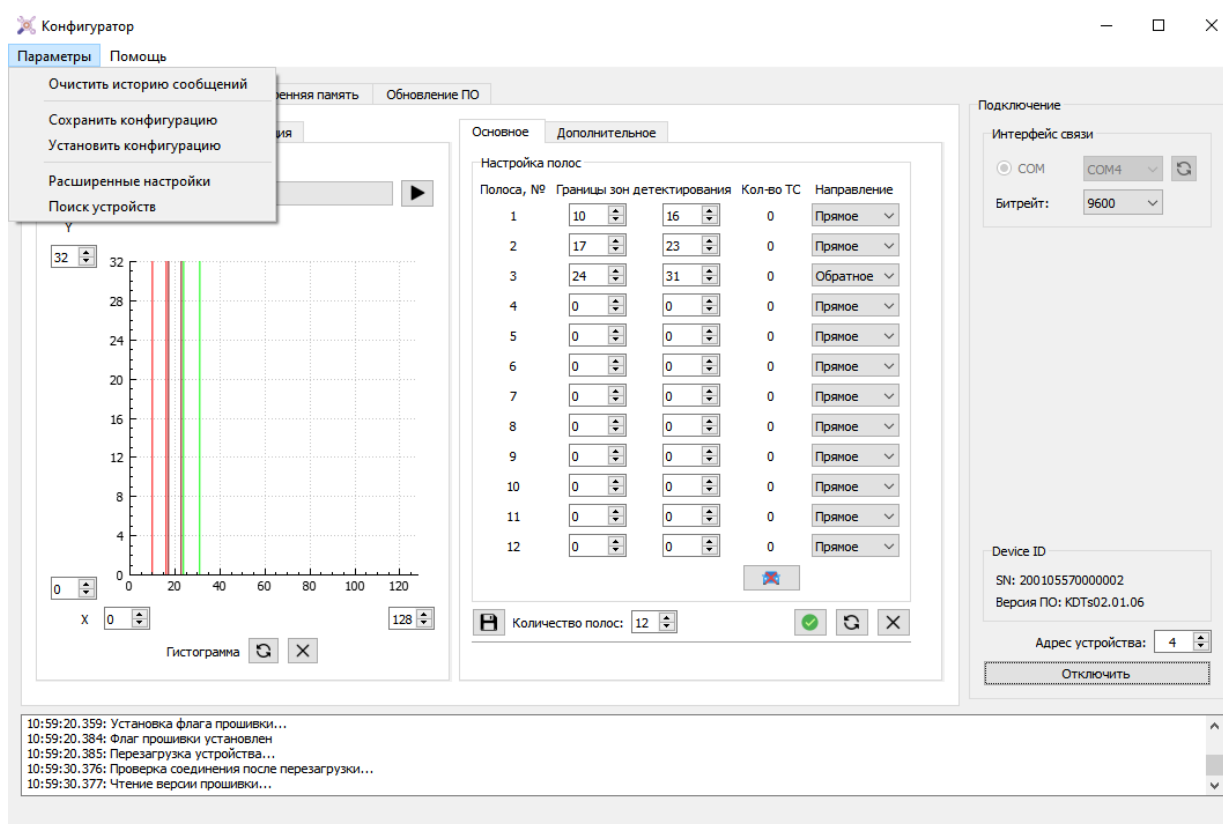 Конфигуратор
Параметры Помощь
Очистить историю сообщений
Сохранить конфигурацию
Установить конфигурацию
Расширенные настройки
Поиск устройств
память Обновление ПО
Основное Дополнительное
Настройка полос
Полоса, № Границы зон детектирования Кол-во ТС Направление
1 10 16 0 Прямое
2 17 23 0 Прямое
3 24 31 0 Обратное
4 0 0 0 Прямое
5 0 0 0 Прямое
6 0 0 0 Прямое
7 0 0 0 Прямое
8 0 0 0 Прямое
9 0 0 0 Прямое
10 0 0 0 Прямое
11 0 0 0 Прямое
12 0 0 0 Прямое
Количество полос: 12
Y
32
32
28
24
20
16
12
8
4
0
0
0 20 40 60 80 100 120
X 0 128
Гистограмма
Подключение
Интерфейс связи
COM COM4
Битрейт: 9600
Device ID
SN: 200105570000002
Версия ПО: KDTs02.01.06
Адрес устройства: 4
Отключить
10:59:20.359: Установка флага прошивки...
10:59:20.384: Флаг прошивки установлен
10:59:20.385: Перезагрузка устройства...
10:59:30.376: Проверка соединения после перезагрузки...
10:59:30.377: Чтение версии прошивки...